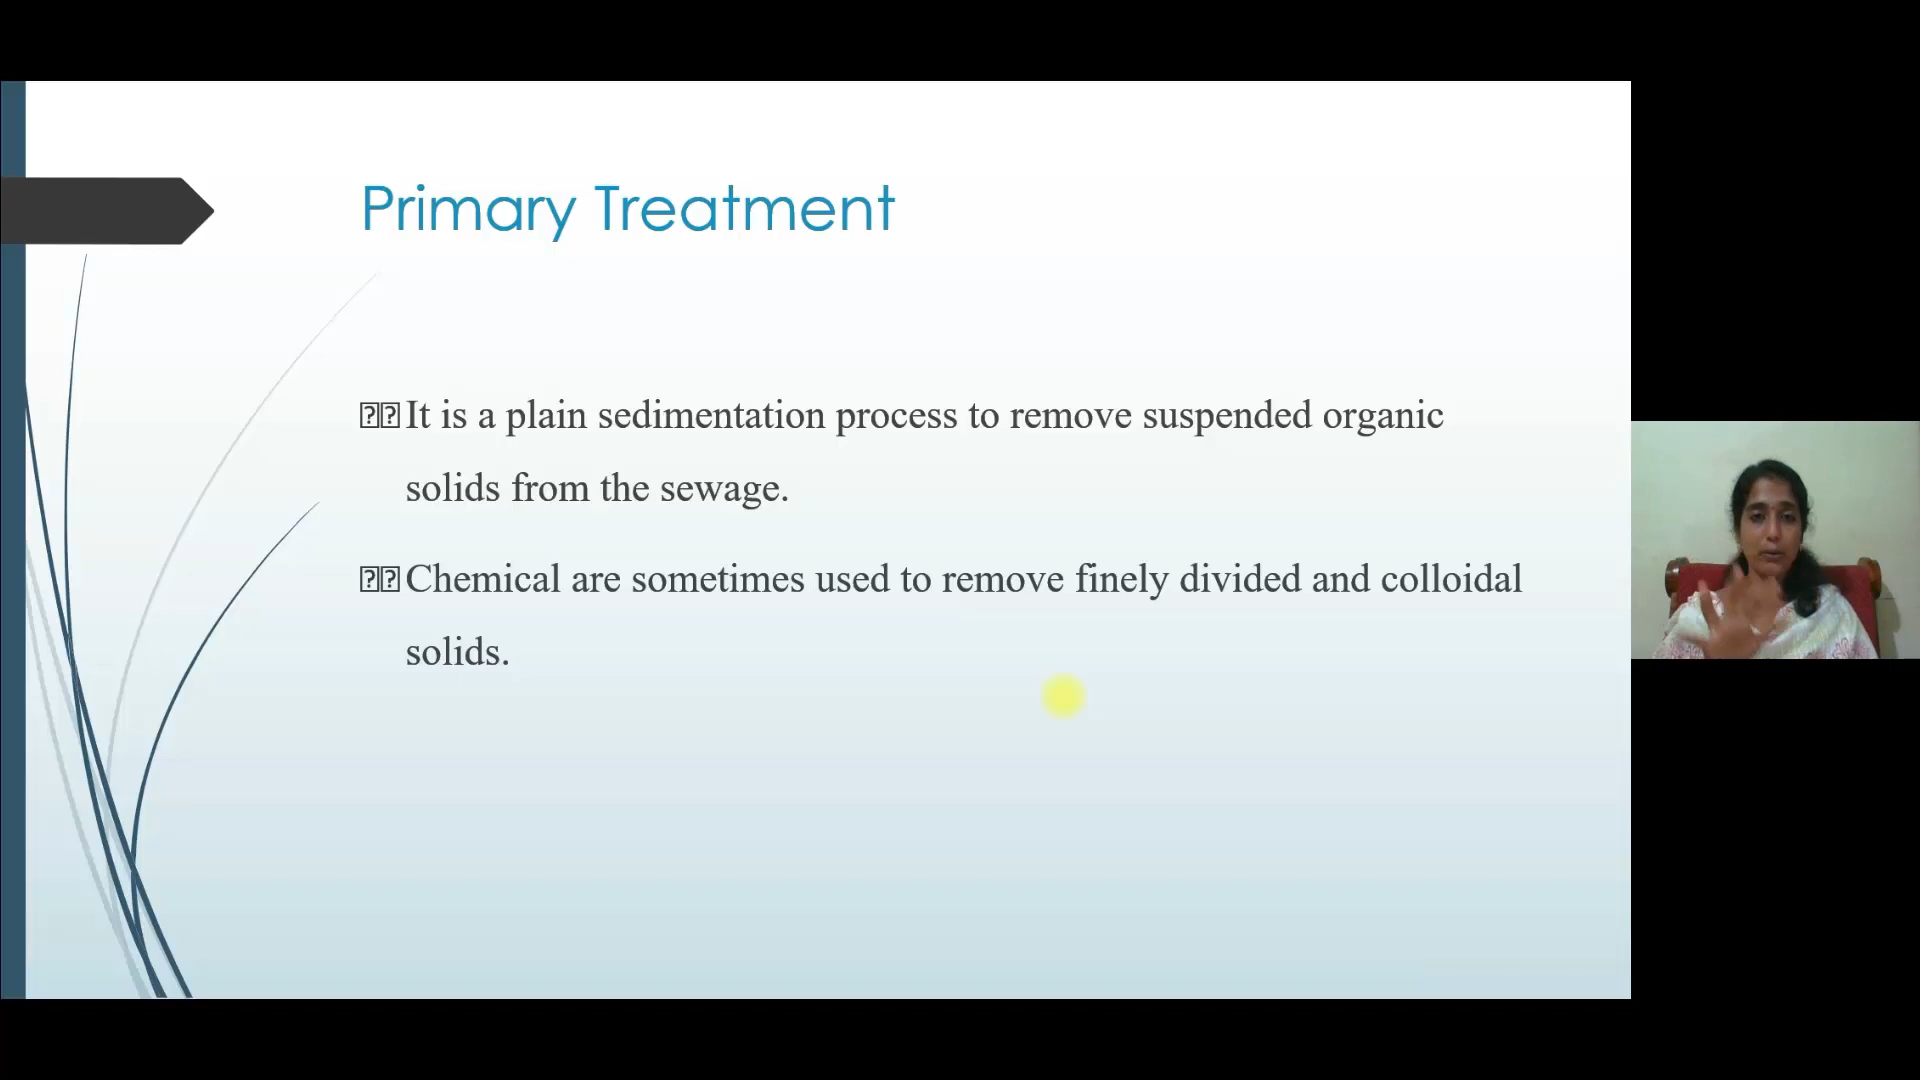 Primary Treatment
It is a plain sedimentation process to remove suspended organic
solids from the sewage.
Chemical are sometimes used to remove finely divided and colloidal
solids.